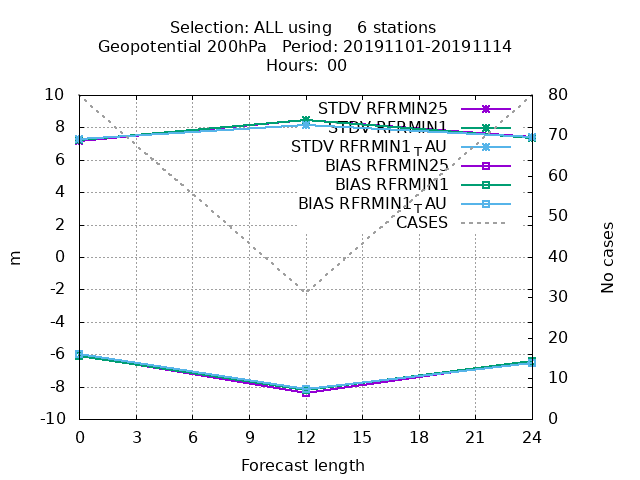 Selection: ALL using 6 stations
Geopotential 200hPa Period: 20191101-20191114
Hours: 00
STDV RFRMIN25
STDV RFRMIN1
STDV RFRMIN1TAU
BIAS RFRMIN25
BIAS RFRMIN1
BIAS RFRMIN1TAU
CASES
10
8
6
4
2
0
-2
-4
-6
-8
-10
m
80
70
60
50
40
30
20
10
0
No cases
0 3 6 9 12 15 18 21 24
Forecast length